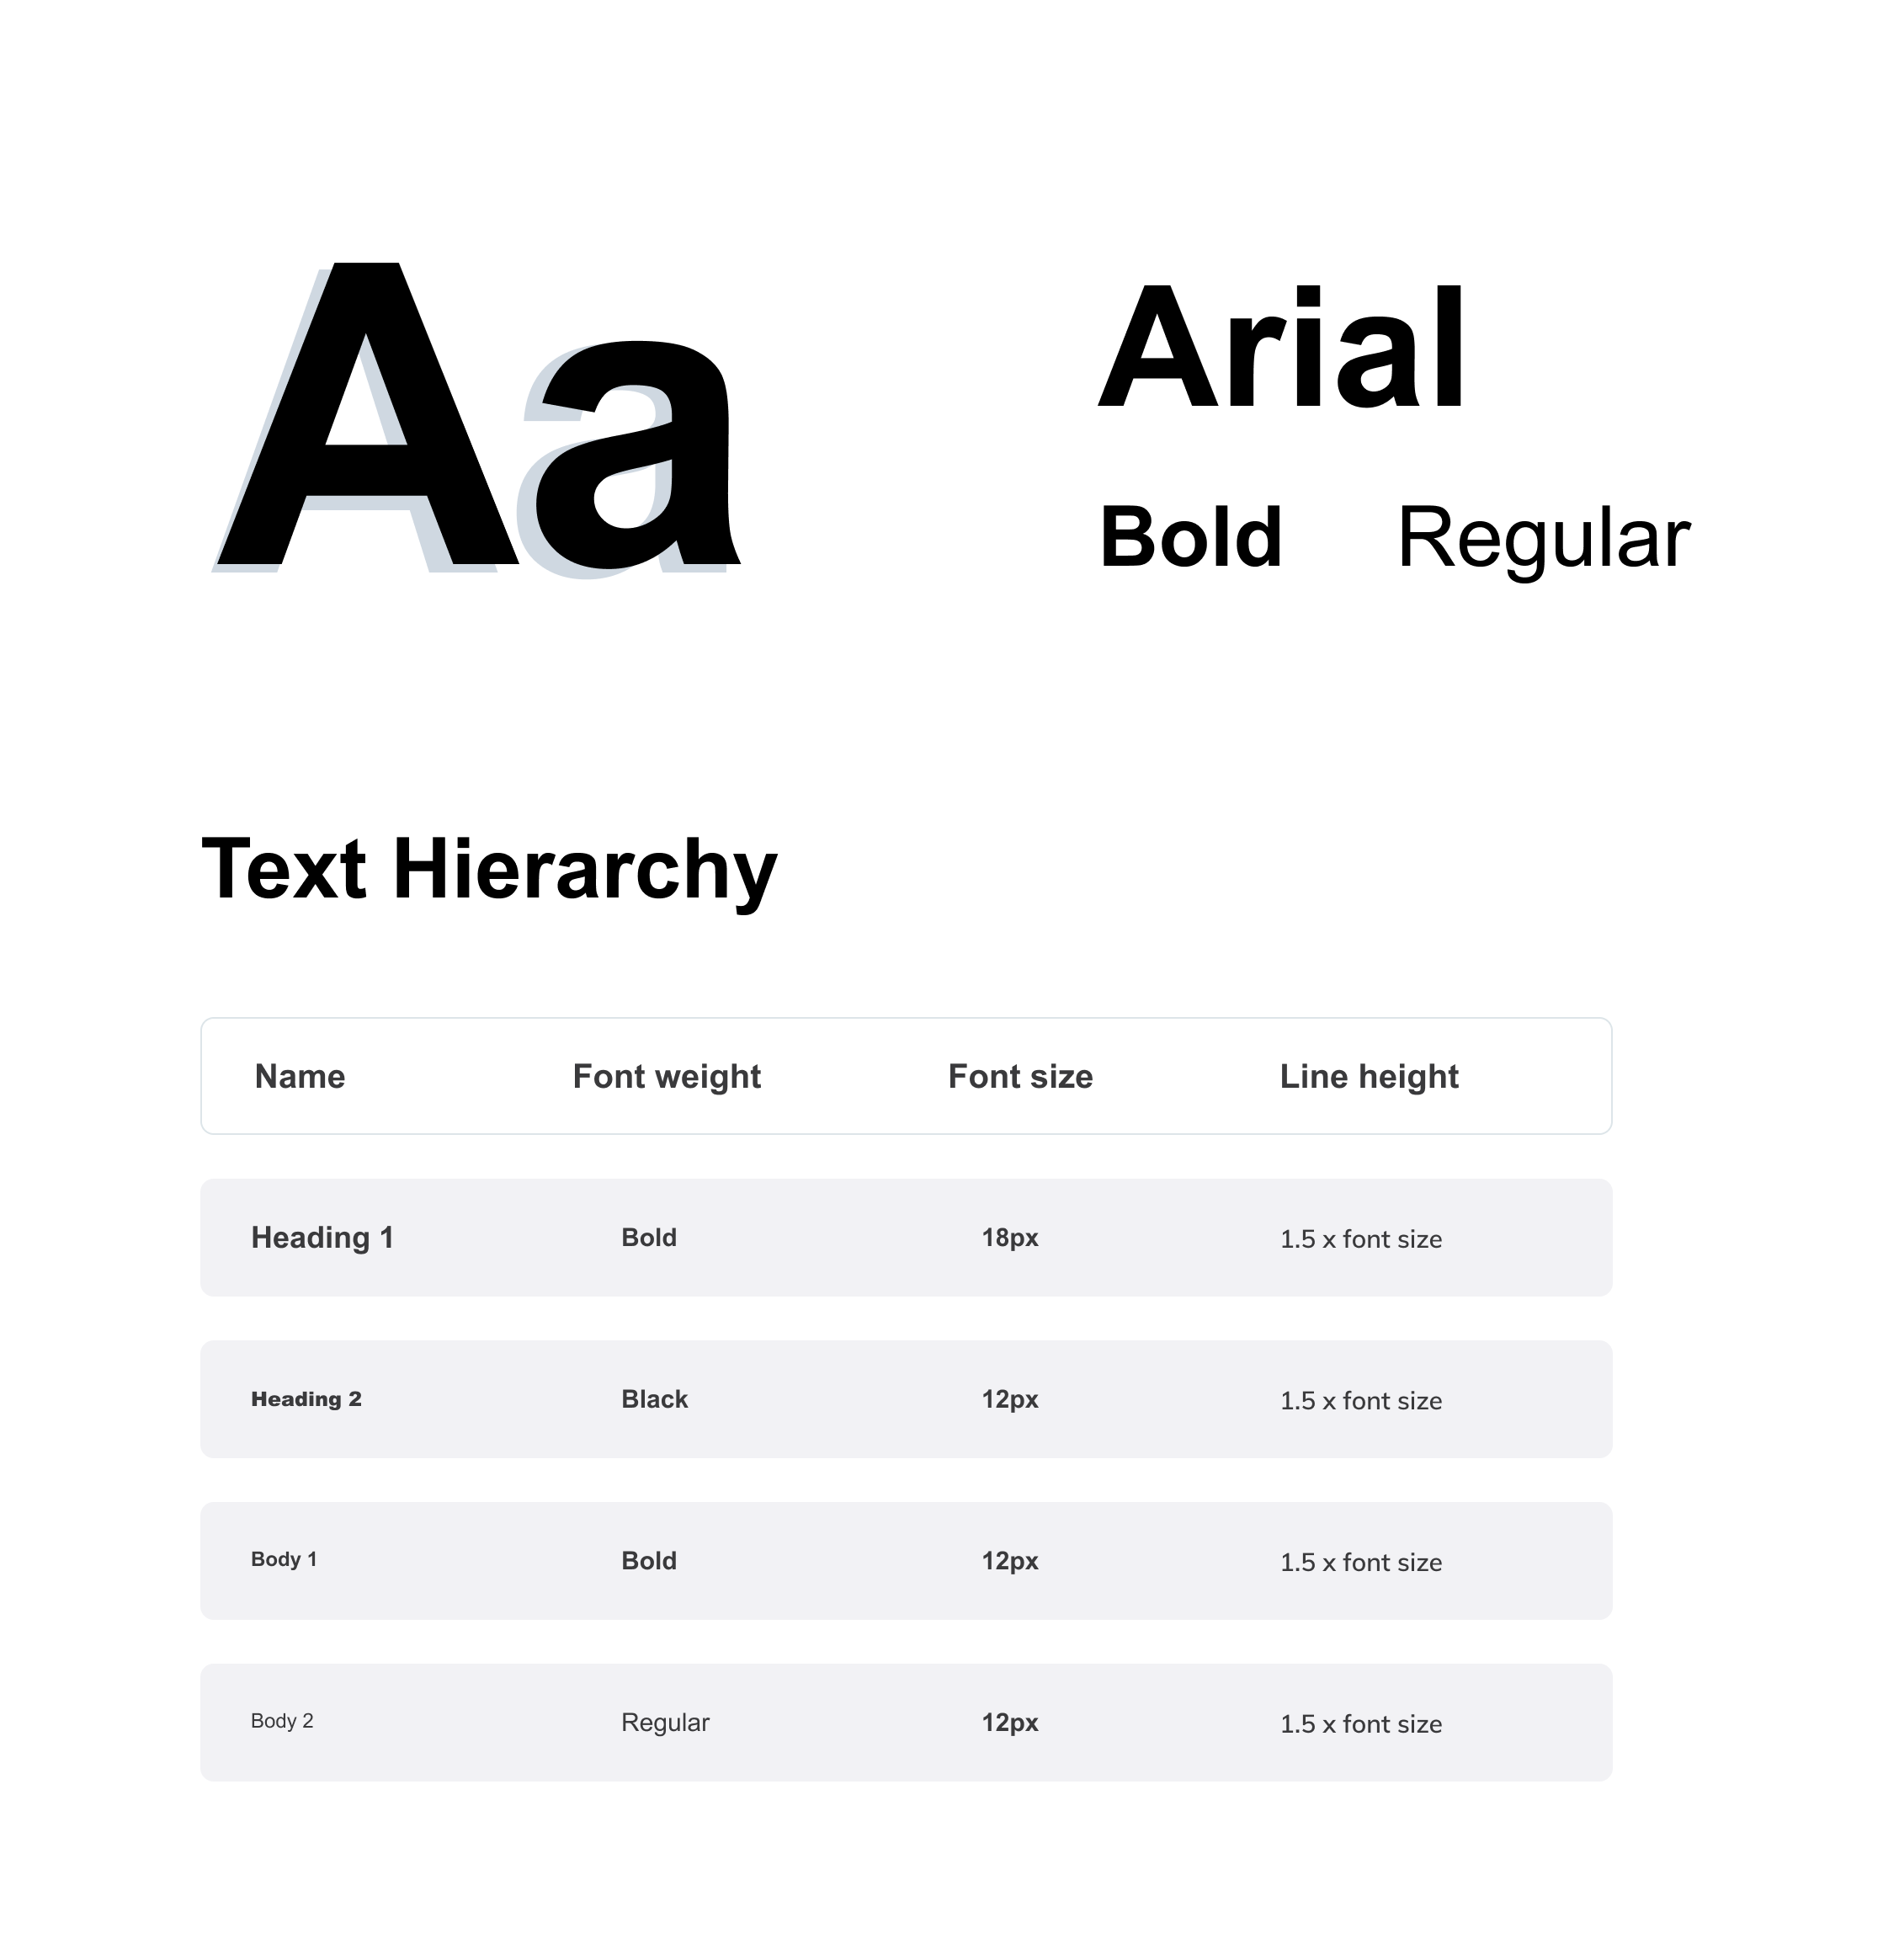 Aa
Arial
Bold Regular
Text Hierarchy
Name Font weight Font size Line height
Heading 1 Bold 18px 1.5 x font size
Heading 2 Black 12px 1.5 x font size
Body 1 Bold 12px 1.5 x font size
Body 2 Regular 12px 1.5 x font size